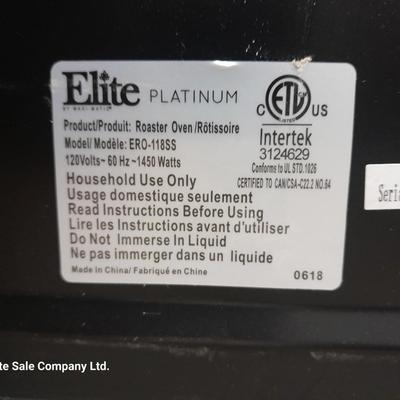 Elite PLATINUM
BY MAXI-MATIC
Product/Produit: Roaster Oven/Rôtissoire
Model/ Modèle: ERO-118SS
120Volts~ 60 Hz~1450 Watts
Household Use Only
Usage domestique seulement
Read Instructions Before Using
Lire les Instructions avant d'utiliser
Do Not Immerse In Liquid
Ne pas immerger dans un liquide
Made in China/ Fabriqué en Chine
C ETL US
LISTED
Intertek
3124629
Conforms to UL STD.1026
CERTIFIED TO CAN/CSA-C22.2 NO.64
0618
Seria
te Sale Company Ltd.